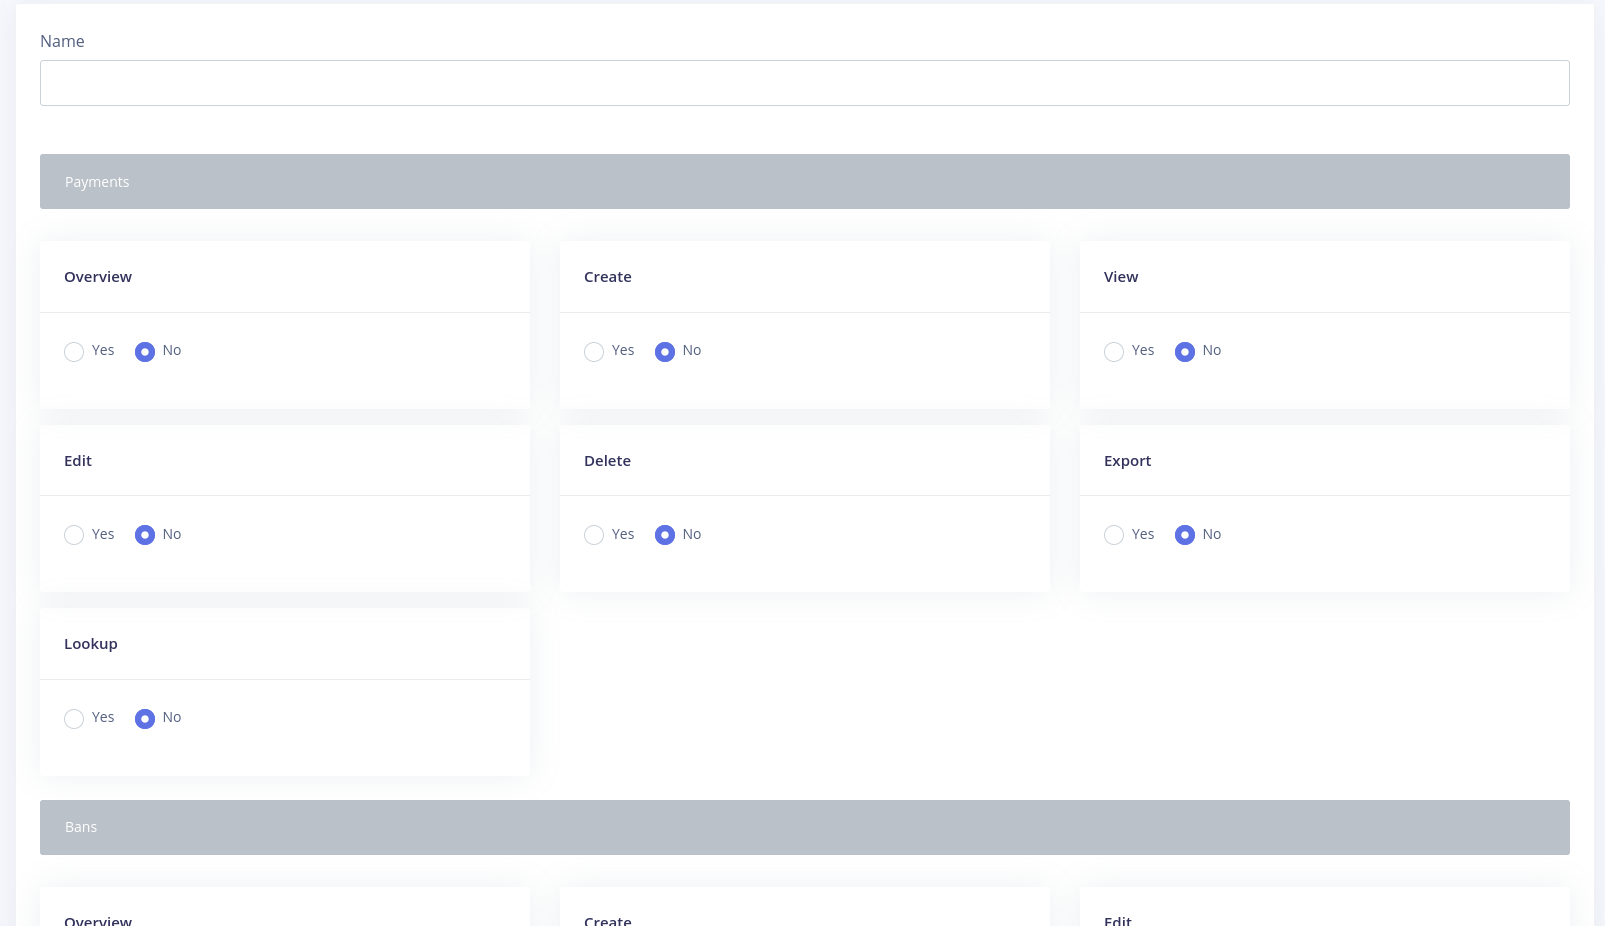 Name
Payments
Overview
Create
View
Yes No
Yes No
Yes No
Edit
Delete
Export
Yes No
Yes No
Yes No
Lookup
Yes No
Bans
Overview
Create
Edit